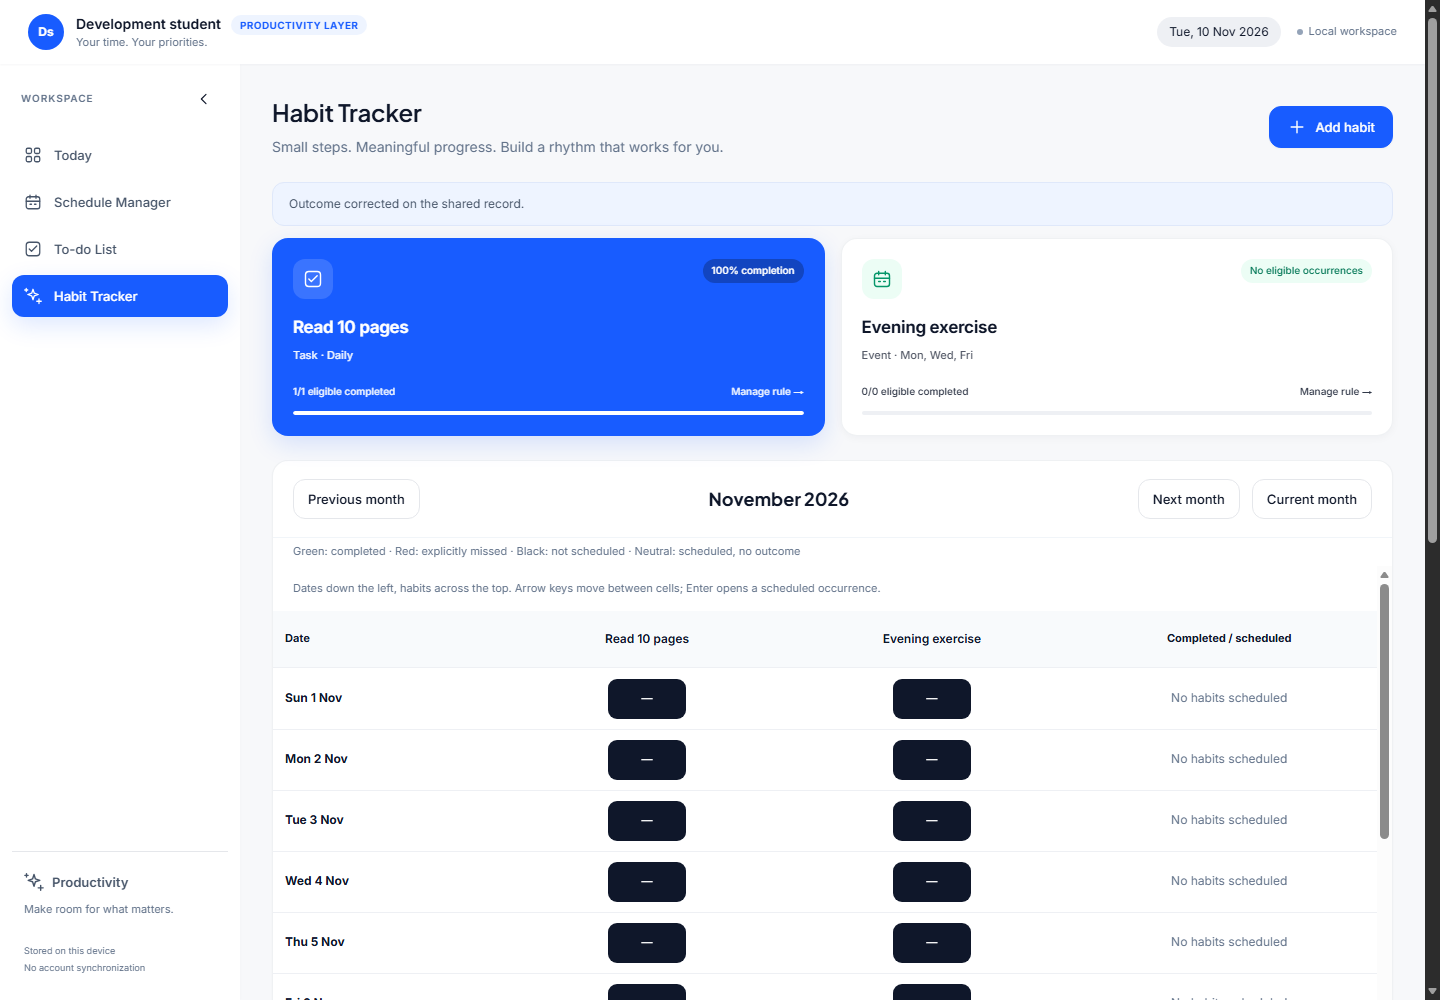 Ds
Development student
PRODUCTIVITY LAYER
Your time. Your priorities.
Tue, 10 Nov 2026
Local workspace
WORKSPACE
Today
Schedule Manager
To-do List
Habit Tracker
Productivity
Make room for what matters.
Stored on this device
No account synchronization
Habit Tracker
Small steps. Meaningful progress. Build a rhythm that works for you.
Add habit
Outcome corrected on the shared record.
100% completion
Read 10 pages
Task · Daily
1/1 eligible completed
Manage rule →
No eligible occurrences
Evening exercise
Event · Mon, Wed, Fri
0/0 eligible completed
Manage rule →
Previous month
November 2026
Next month
Current month
Green: completed · Red: explicitly missed · Black: not scheduled · Neutral: scheduled, no outcome
Dates down the left, habits across the top. Arrow keys move between cells; Enter opens a scheduled occurrence.
Date Read 10 pages Evening exercise Completed / scheduled
Sun 1 Nov — — No habits scheduled
Mon 2 Nov — — No habits scheduled
Tue 3 Nov — — No habits scheduled
Wed 4 Nov — — No habits scheduled
Thu 5 Nov — — No habits scheduled